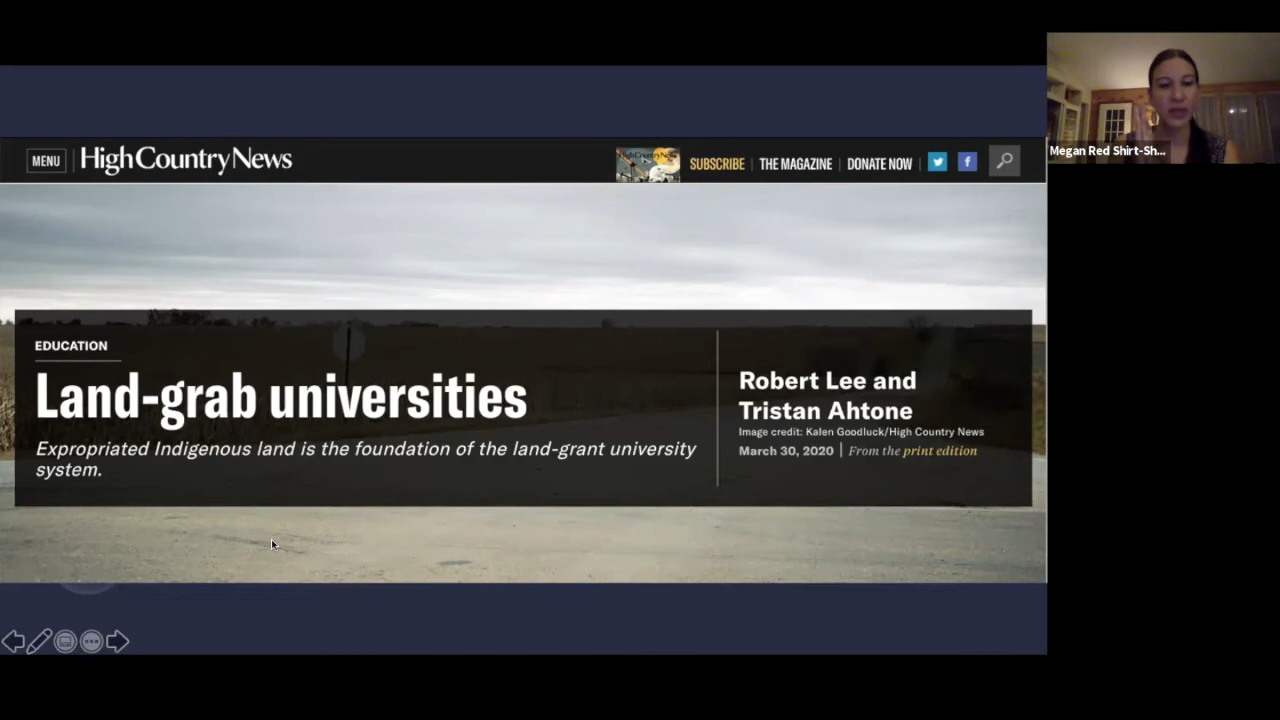 MENU
HighCountryNews
SUBSCRIBE | THE MAGAZINE | DONATE NOW
EDUCATION
Land-grab universities
Expropriated Indigenous land is the foundation of the land-grant university
system.
Robert Lee and
Tristan Ahtone
Image credit: Kalen Goodluck/High Country News
March 30, 2020 | From the print edition
Megan Red Shirt-Sh...